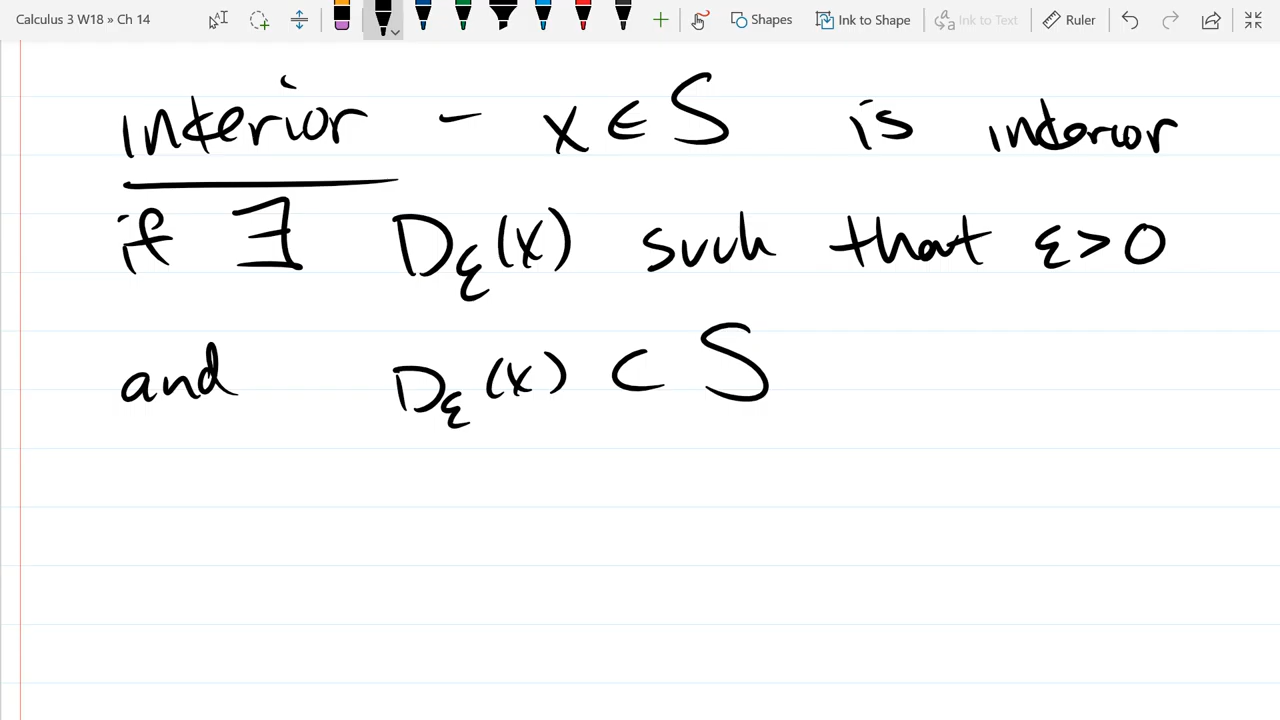 Calculus 3 W18 » Ch 14 Shapes Ink to Shape Ink to Text Ruler
interior - x ∈ S is interior
if ∃ D_ε(x) such that ε > 0
and D_ε(x) ⊂ S